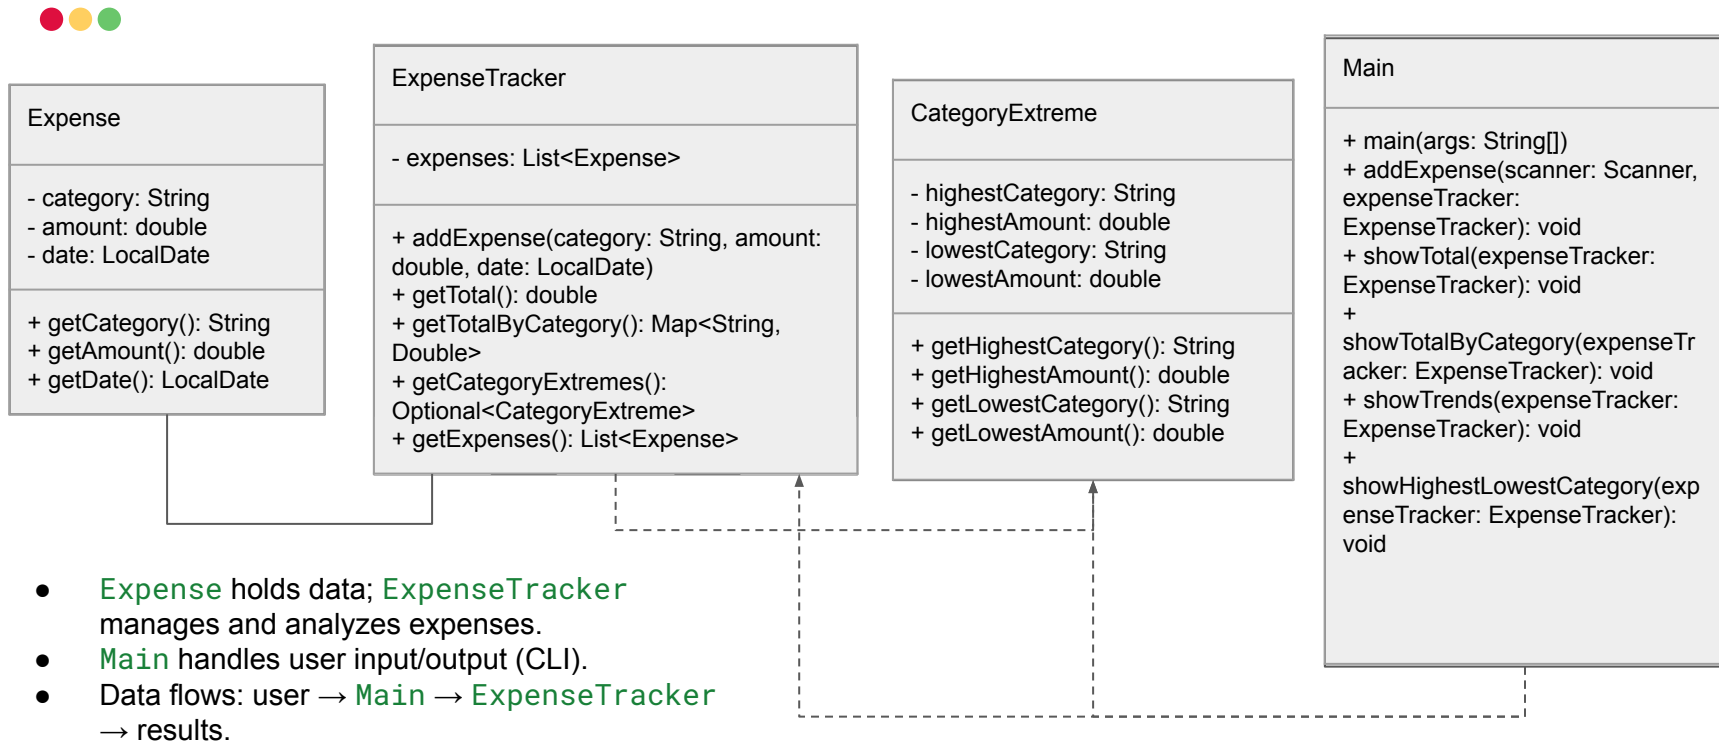 Expense
- category: String
- amount: double
- date: LocalDate
+ getCategory(): String
+ getAmount(): double
+ getDate(): LocalDate
ExpenseTracker
- expenses: List<Expense>
+ addExpense(category: String, amount:
double, date: LocalDate)
+ getTotal(): double
+ getTotalByCategory(): Map<String,
Double>
+ getCategoryExtremes():
Optional<CategoryExtreme>
+ getExpenses(): List<Expense>
CategoryExtreme
- highestCategory: String
- highestAmount: double
- lowestCategory: String
- lowestAmount: double
+ getHighestCategory(): String
+ getHighestAmount(): double
+ getLowestCategory(): String
+ getLowestAmount(): double
Main
+ main(args: String[])
+ addExpense(scanner: Scanner,
expenseTracker:
ExpenseTracker): void
+ showTotal(expenseTracker:
ExpenseTracker): void
+
showTotalByCategory(expenseTr
acker: ExpenseTracker): void
+ showTrends(expenseTracker:
ExpenseTracker): void
+
showHighestLowestCategory(exp
enseTracker: ExpenseTracker):
void
● Expense holds data; ExpenseTracker
manages and analyzes expenses.
● Main handles user input/output (CLI).
● Data flows: user → Main → ExpenseTracker
→ results.